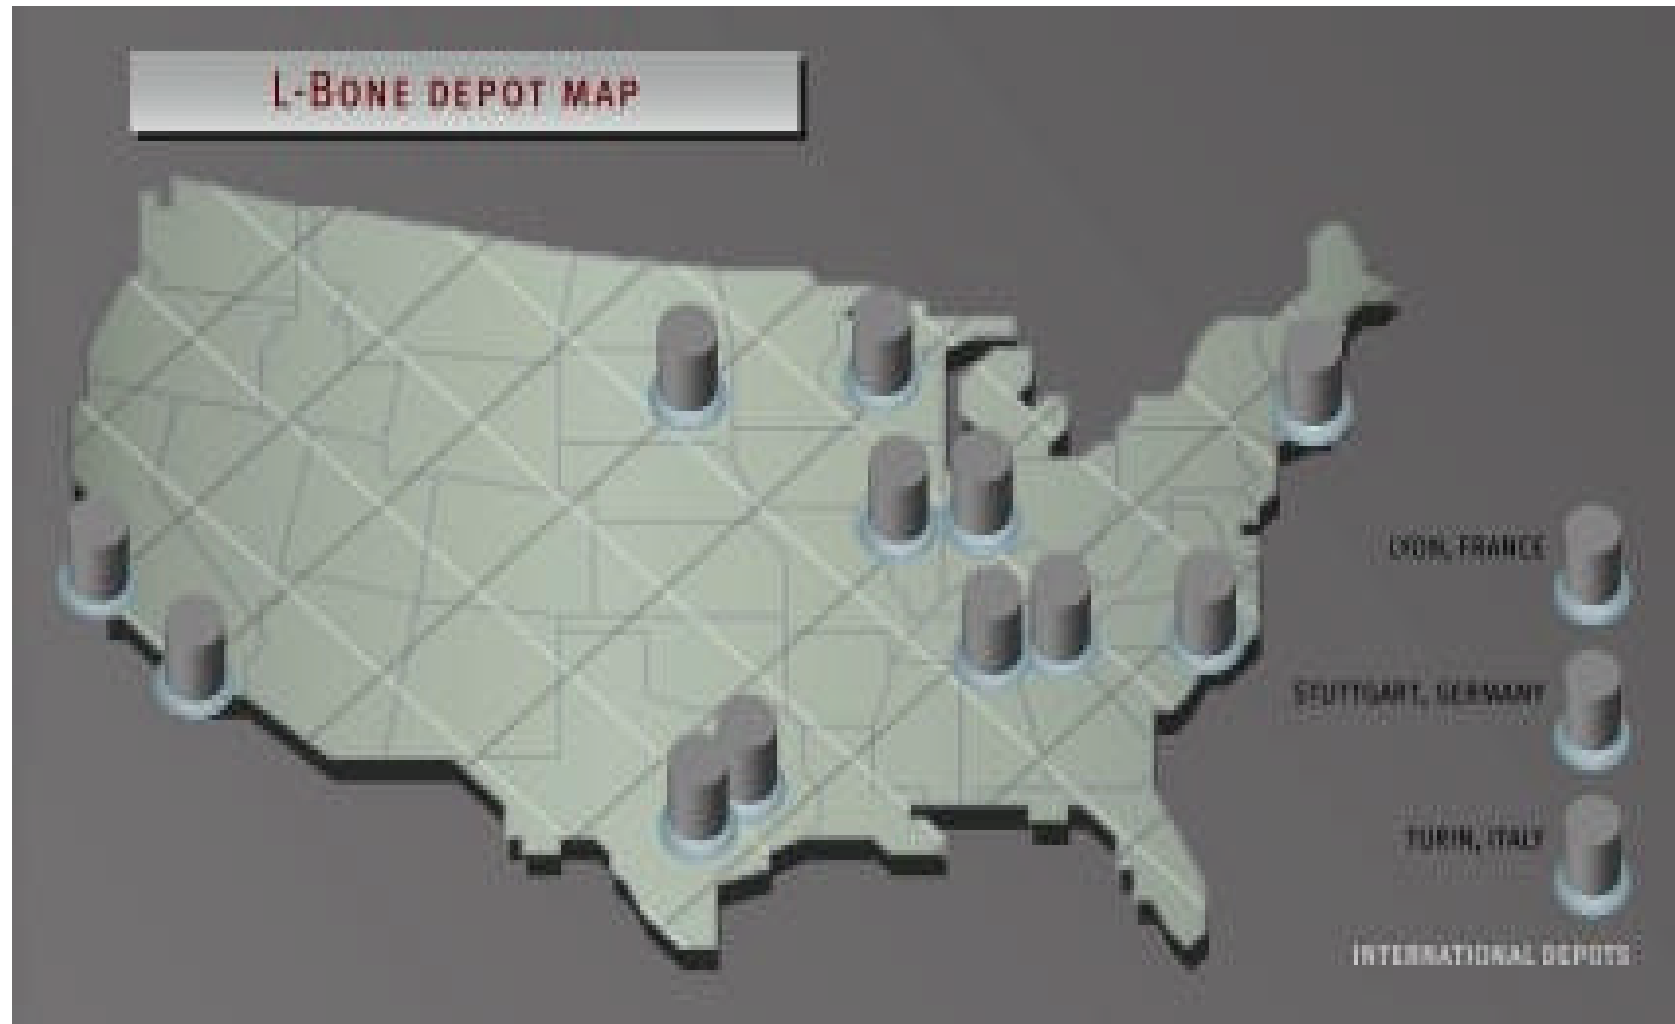 L-BONE DEPOT MAP
LYON, FRANCE
STUTTGART, GERMANY
TURIN, ITALY
INTERNATIONAL DEPOTS